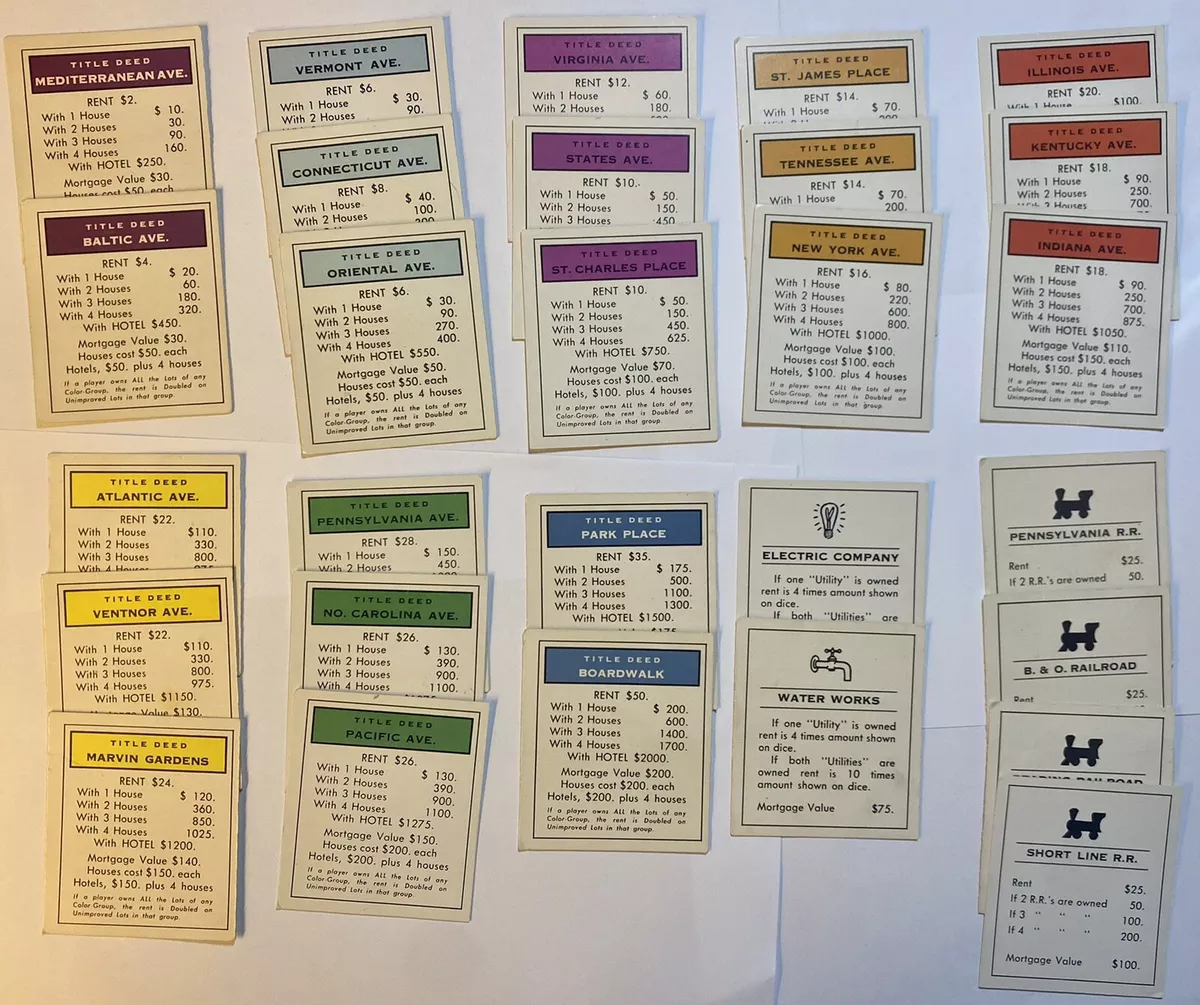 TITLE DEED
MEDITERRANEAN AVE.
RENT $2.
With 1 House $ 10.
With 2 Houses 30.
With 3 Houses 90.
With 4 Houses 160.
With HOTEL $250.
Mortgage Value $30.
Houses cost $50. each
TITLE DEED
BALTIC AVE.
RENT $4.
With 1 House $ 20.
With 2 Houses 60.
With 3 Houses 180.
With 4 Houses 320.
With HOTEL $450.
Mortgage Value $30.
Houses cost $50. each
Hotels, $50. plus 4 houses
If a player owns ALL the Lots of any
Color-Group, the rent is Doubled on
Unimproved Lots in that group.
TITLE DEED
VERMONT AVE.
RENT $6.
With 1 House $ 30.
With 2 Houses 90.
TITLE DEED
CONNECTICUT AVE.
RENT $8.
With 1 House $ 40.
With 2 Houses 100.
TITLE DEED
ORIENTAL AVE.
RENT $6.
With 1 House $ 30.
With 2 Houses 90.
With 3 Houses 270.
With 4 Houses 400.
With HOTEL $550.
Mortgage Value $50.
Houses cost $50. each
Hotels, $50. plus 4 houses
If a player owns ALL the Lots of any
Color-Group, the rent is Doubled on
Unimproved Lots in that group.
TITLE DEED
VIRGINIA AVE.
RENT $12.
With 1 House $ 60.
With 2 Houses 180.
TITLE DEED
STATES AVE.
RENT $10.
With 1 House $ 50.
With 2 Houses 150.
With 3 Houses 450.
TITLE DEED
ST. CHARLES PLACE
RENT $10.
With 1 House $ 50.
With 2 Houses 150.
With 3 Houses 450.
With 4 Houses 625.
With HOTEL $750.
Mortgage Value $70.
Houses cost $100. each
Hotels, $100. plus 4 houses
If a player owns ALL the Lots of any
Color-Group, the rent is Doubled on
Unimproved Lots in that group.
TITLE DEED
ST. JAMES PLACE
RENT $14.
With 1 House $ 70.
TITLE DEED
TENNESSEE AVE.
RENT $14.
With 1 House $ 70.
200.
TITLE DEED
NEW YORK AVE.
RENT $16.
With 1 House $ 80.
With 2 Houses 220.
With 3 Houses 600.
With 4 Houses 800.
With HOTEL $1000.
Mortgage Value $100.
Houses cost $100. each
Hotels, $100. plus 4 houses
If a player owns ALL the Lots of any
Color-Group, the rent is Doubled on
Unimproved Lots in that group.
TITLE DEED
ILLINOIS AVE.
RENT $20.
With 1 House $100.
TITLE DEED
KENTUCKY AVE.
RENT $18.
With 1 House $ 90.
With 2 Houses 250.
With 3 Houses 700.
TITLE DEED
INDIANA AVE.
RENT $18.
With 1 House $ 90.
With 2 Houses 250.
With 3 Houses 700.
With 4 Houses 875.
With HOTEL $1050.
Mortgage Value $110.
Houses cost $150. each
Hotels, $150. plus 4 houses
If a player owns ALL the Lots of any
Color-Group, the rent is Doubled on
Unimproved Lots in that group.
TITLE DEED
ATLANTIC AVE.
RENT $22.
With 1 House $110.
With 2 Houses 330.
With 3 Houses 800.
With 4 Houses 975.
TITLE DEED
VENTNOR AVE.
RENT $22.
With 1 House $110.
With 2 Houses 330.
With 3 Houses 800.
With 4 Houses 975.
With HOTEL $1150.
Mortgage Value $130.
TITLE DEED
MARVIN GARDENS
RENT $24.
With 1 House $ 120.
With 2 Houses 360.
With 3 Houses 850.
With 4 Houses 1025.
With HOTEL $1200.
Mortgage Value $140.
Houses cost $150. each
Hotels, $150. plus 4 houses
If a player owns ALL the Lots of any
Color-Group, the rent is Doubled on
Unimproved Lots in that group.
TITLE DEED
PENNSYLVANIA AVE.
RENT $28.
With 1 House $ 150.
With 2 Houses 450.
With 3 Houses
TITLE DEED
NO. CAROLINA AVE.
RENT $26.
With 1 House $ 130.
With 2 Houses 390.
With 3 Houses 900.
With 4 Houses 1100.
TITLE DEED
PACIFIC AVE.
RENT $26.
With 1 House $ 130.
With 2 Houses 390.
With 3 Houses 900.
With 4 Houses 1100.
With HOTEL $1275.
Mortgage Value $150.
Houses cost $200. each
Hotels, $200. plus 4 houses
If a player owns ALL the Lots of any
Color-Group, the rent is Doubled on
Unimproved Lots in that group.
TITLE DEED
PARK PLACE
RENT $35.
With 1 House $ 175.
With 2 Houses 500.
With 3 Houses 1100.
With 4 Houses 1300.
With HOTEL $1500.
TITLE DEED
BOARDWALK
RENT $50.
With 1 House $ 200.
With 2 Houses 600.
With 3 Houses 1400.
With 4 Houses 1700.
With HOTEL $2000.
Mortgage Value $200.
Houses cost $200. each
Hotels, $200. plus 4 houses
If a player owns ALL the Lots of any
Color-Group, the rent is Doubled on
Unimproved Lots in that group.
ELECTRIC COMPANY
If one "Utility" is owned
rent is 4 times amount shown
on dice.
If both "Utilities" are
WATER WORKS
If one "Utility" is owned
rent is 4 times amount shown
on dice.
If both "Utilities" are
owned rent is 10 times
amount shown on dice.
Mortgage Value $75.
PENNSYLVANIA R.R.
Rent $25.
If 2 R.R.'s are owned 50.
B. & O. RAILROAD
Rent $25.
READING RAILROAD
SHORT LINE R.R.
Rent $25.
If 2 R.R.'s are owned 50.
If 3 " " " 100.
If 4 " " " 200.
Mortgage Value $100.